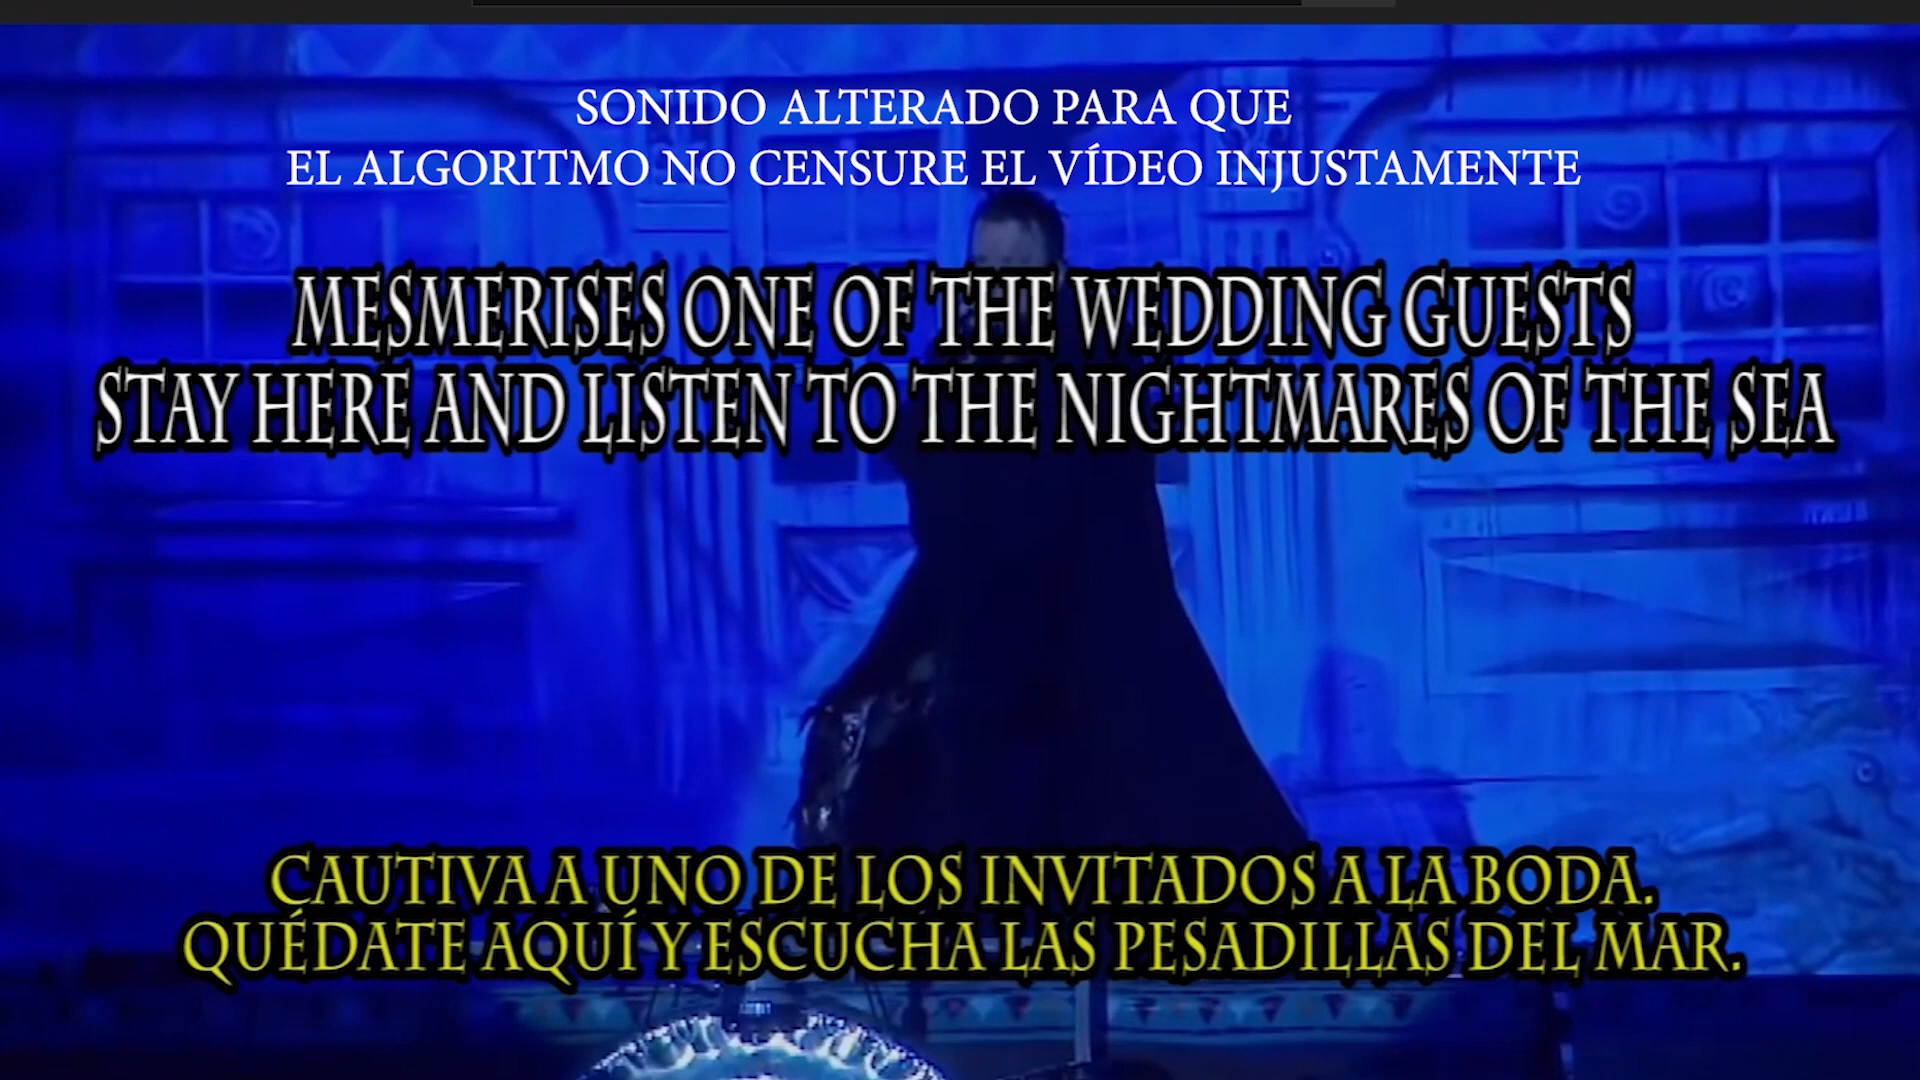 SONIDO ALTERADO PARA QUE
EL ALGORITMO NO CENSURE EL VÍDEO INJUSTAMENTE
MESMERISES ONE OF THE WEDDING GUESTS
STAY HERE AND LISTEN TO THE NIGHTMARES OF THE SEA
CAUTIVA A UNO DE LOS INVITADOS A LA BODA.
QUÉDATE AQUÍ Y ESCUCHA LAS PESADILLAS DEL MAR.